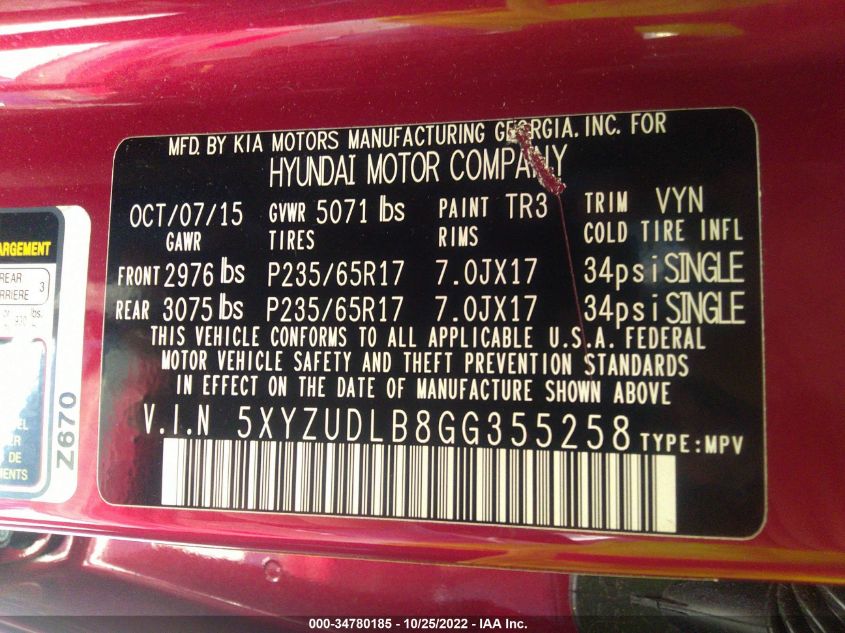 MFD. BY KIA MOTORS MANUFACTURING GEORGIA, INC. FOR
HYUNDAI MOTOR COMPANY
OCT/07/15 GVWR 5071 lbs PAINT TR3 TRIM VYN
GAWR TIRES RIMS COLD TIRE INFL
FRONT 2976 lbs P235/65R17 7.0JX17 34psi SINGLE
REAR 3075 lbs P235/65R17 7.0JX17 34psi SINGLE
THIS VEHICLE CONFORMS TO ALL APPLICABLE U.S.A. FEDERAL
MOTOR VEHICLE SAFETY AND THEFT PREVENTION STANDARDS
IN EFFECT ON THE DATE OF MANUFACTURE SHOWN ABOVE
V.I.N 5XYZUDLB8GG355258 TYPE:MPV
ARGEMENT
REAR
3
lbs.
Z670
000-34780185 - 10/25/2022 - IAA Inc.